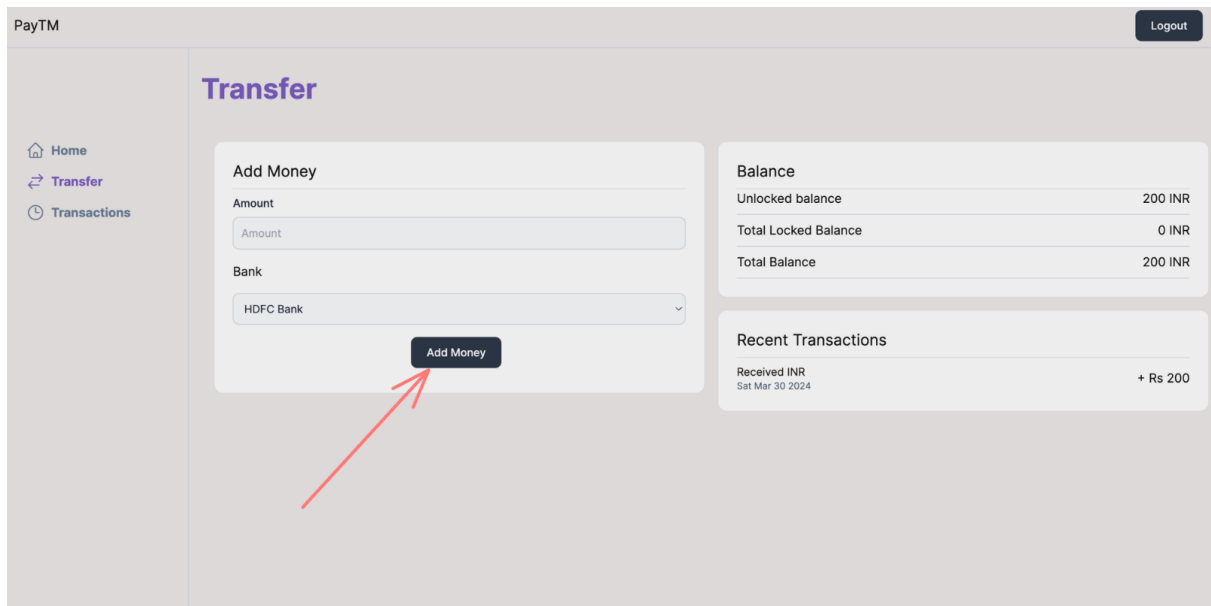 PayTM
Logout
Transfer
Home
Transfer
Transactions
Add Money
Amount
Amount
Bank
HDFC Bank
Add Money
Balance
Unlocked balance 200 INR
Total Locked Balance 0 INR
Total Balance 200 INR
Recent Transactions
Received INR
Sat Mar 30 2024
+ Rs 200